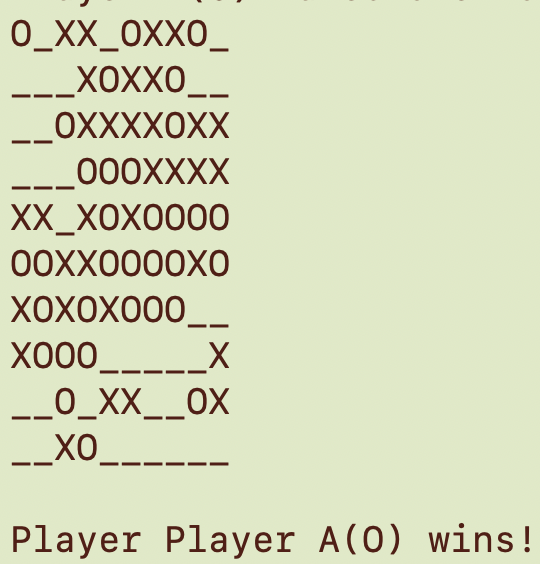 O_XX_OXXO_
___XOXXO__
__OXXXXOXX
___OOOXXXX
XX_XOXOOOO
OOXXOOOOXO
XOXOXOOO__
XOOO_____X
__O_XX__OX
__XO______
Player Player A(O) wins!